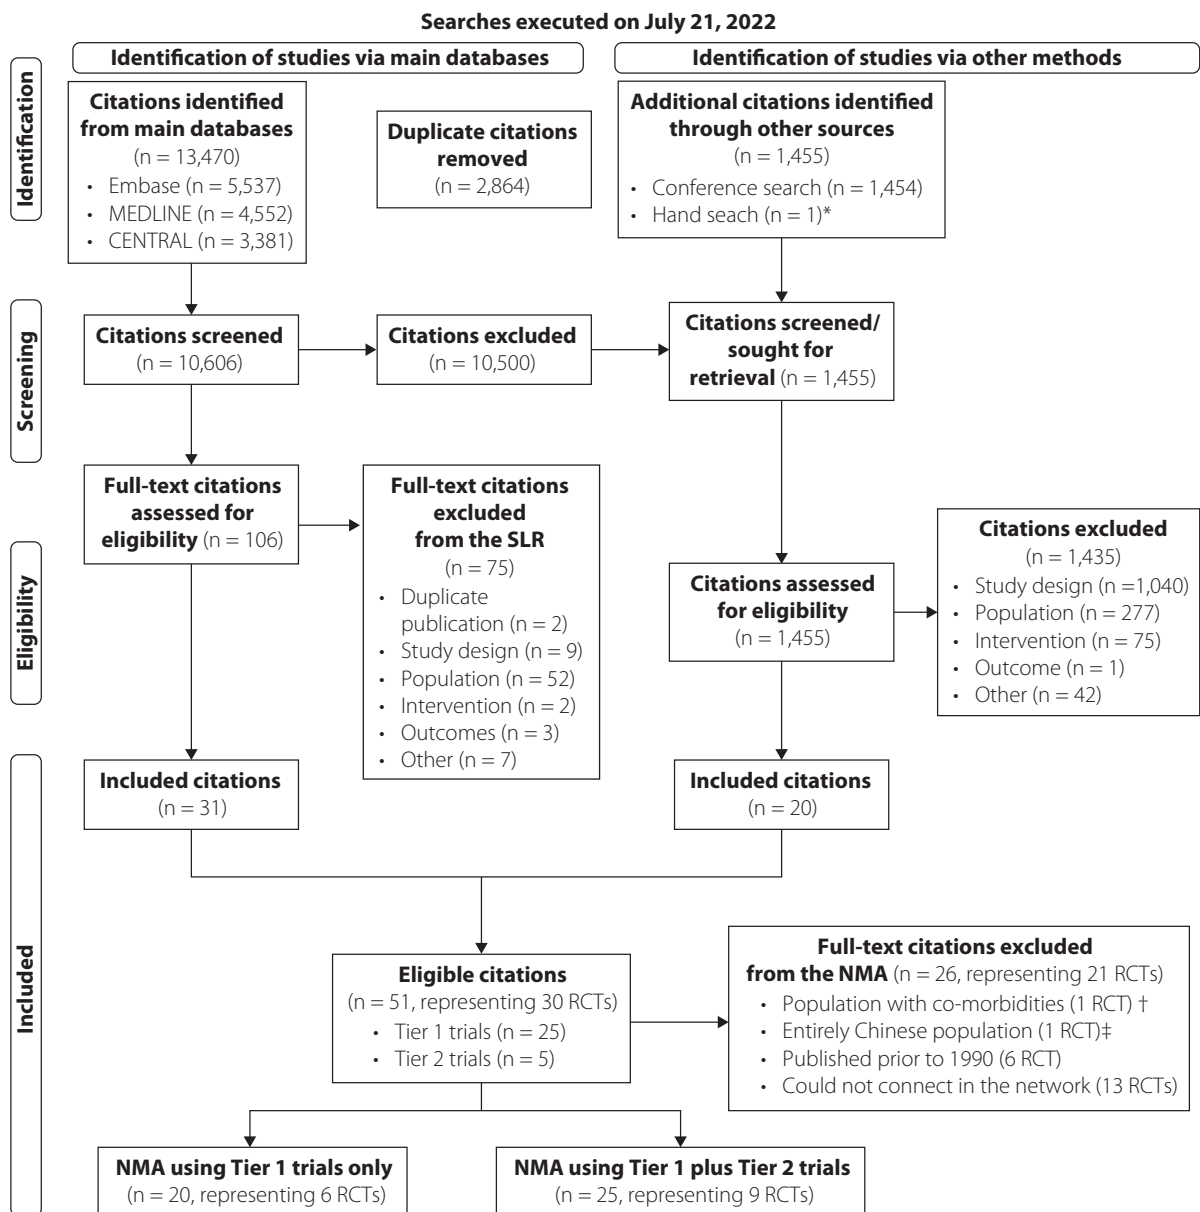 Searches executed on July 21, 2022
Identification of studies via main databases
Identification of studies via other methods
Identification
Citations identified
from main databases
(n = 13,470)
• Embase (n = 5,537)
• MEDLINE (n = 4,552)
• CENTRAL (n = 3,381)
Duplicate citations
removed
(n = 2,864)
Additional citations identified
through other sources
(n = 1,455)
• Conference search (n = 1,454)
• Hand seach (n = 1)*
Screening
Citations screened
(n = 10,606)
Citations excluded
(n = 10,500)
Citations screened/
sought for
retrieval (n = 1,455)
Eligibility
Full-text citations
assessed for
eligibility (n = 106)
Full-text citations
excluded
from the SLR
(n = 75)
• Duplicate
publication (n = 2)
• Study design (n = 9)
• Population (n = 52)
• Intervention (n = 2)
• Outcomes (n = 3)
• Other (n = 7)
Citations assessed
for eligibility
(n = 1,455)
Citations excluded
(n = 1,435)
• Study design (n =1,040)
• Population (n = 277)
• Intervention (n = 75)
• Outcome (n = 1)
• Other (n = 42)
Included
Included citations
(n = 31)
Included citations
(n = 20)
Eligible citations
(n = 51, representing 30 RCTs)
• Tier 1 trials (n = 25)
• Tier 2 trials (n = 5)
Full-text citations excluded
from the NMA (n = 26, representing 21 RCTs)
• Population with co-morbidities (1 RCT) †
• Entirely Chinese population (1 RCT)‡
• Published prior to 1990 (6 RCT)
• Could not connect in the network (13 RCTs)
NMA using Tier 1 trials only
(n = 20, representing 6 RCTs)
NMA using Tier 1 plus Tier 2 trials
(n = 25, representing 9 RCTs)